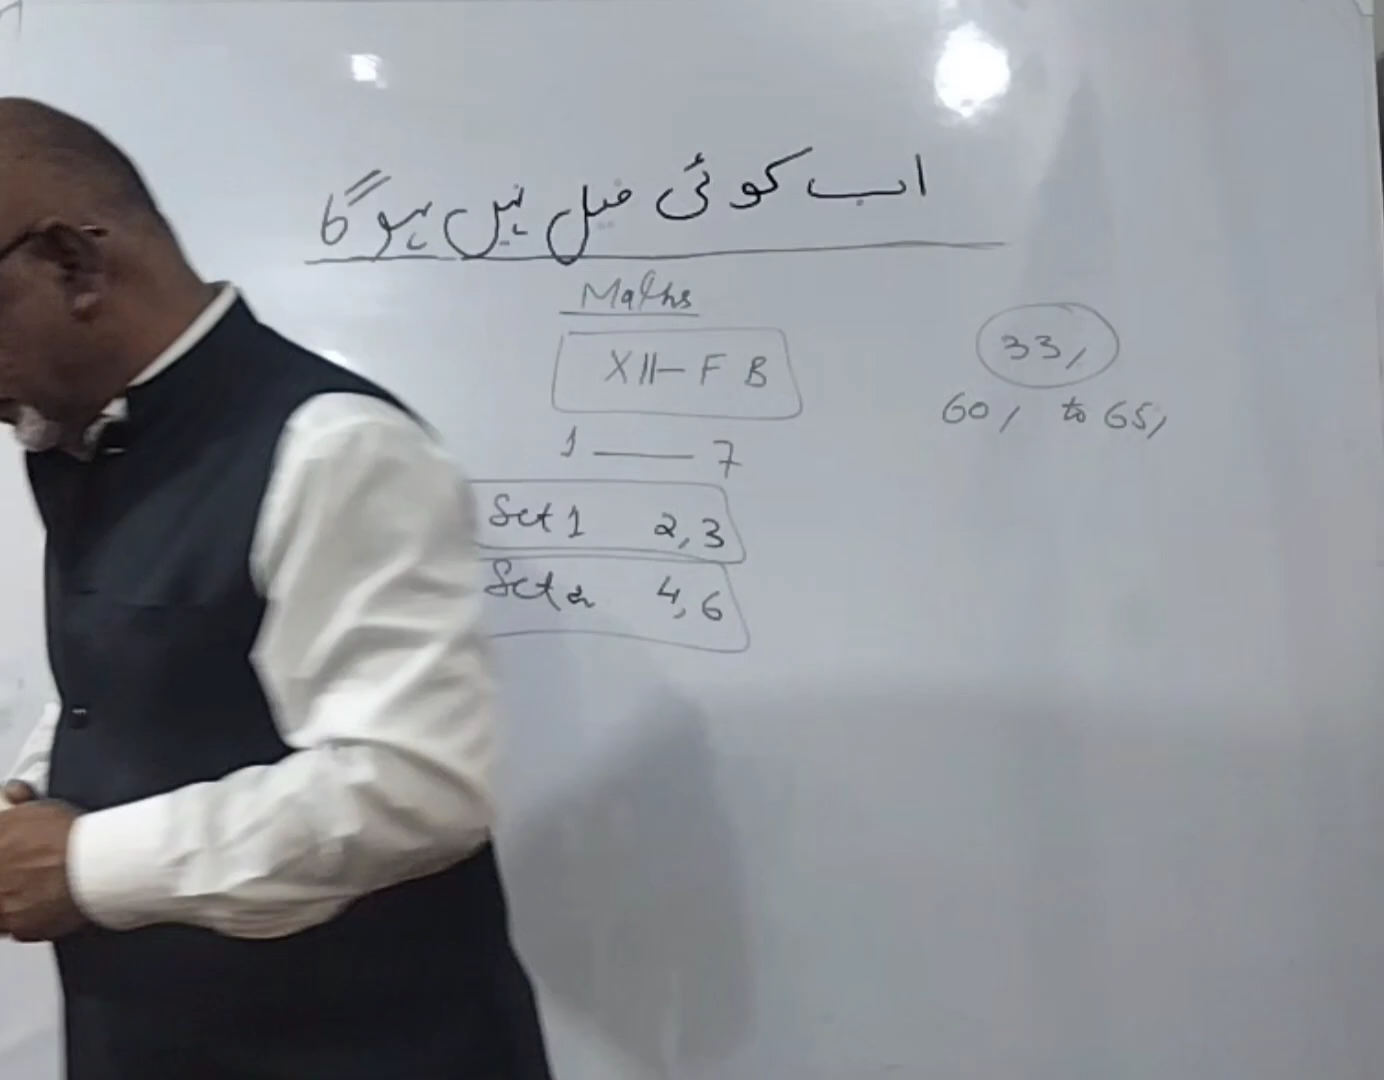 اب کوئی فیل نہیں ہوگا
Maths
XII-FB
33%
60% to 65%
1 — 7
Set 1 2,3
Set 2 4,6